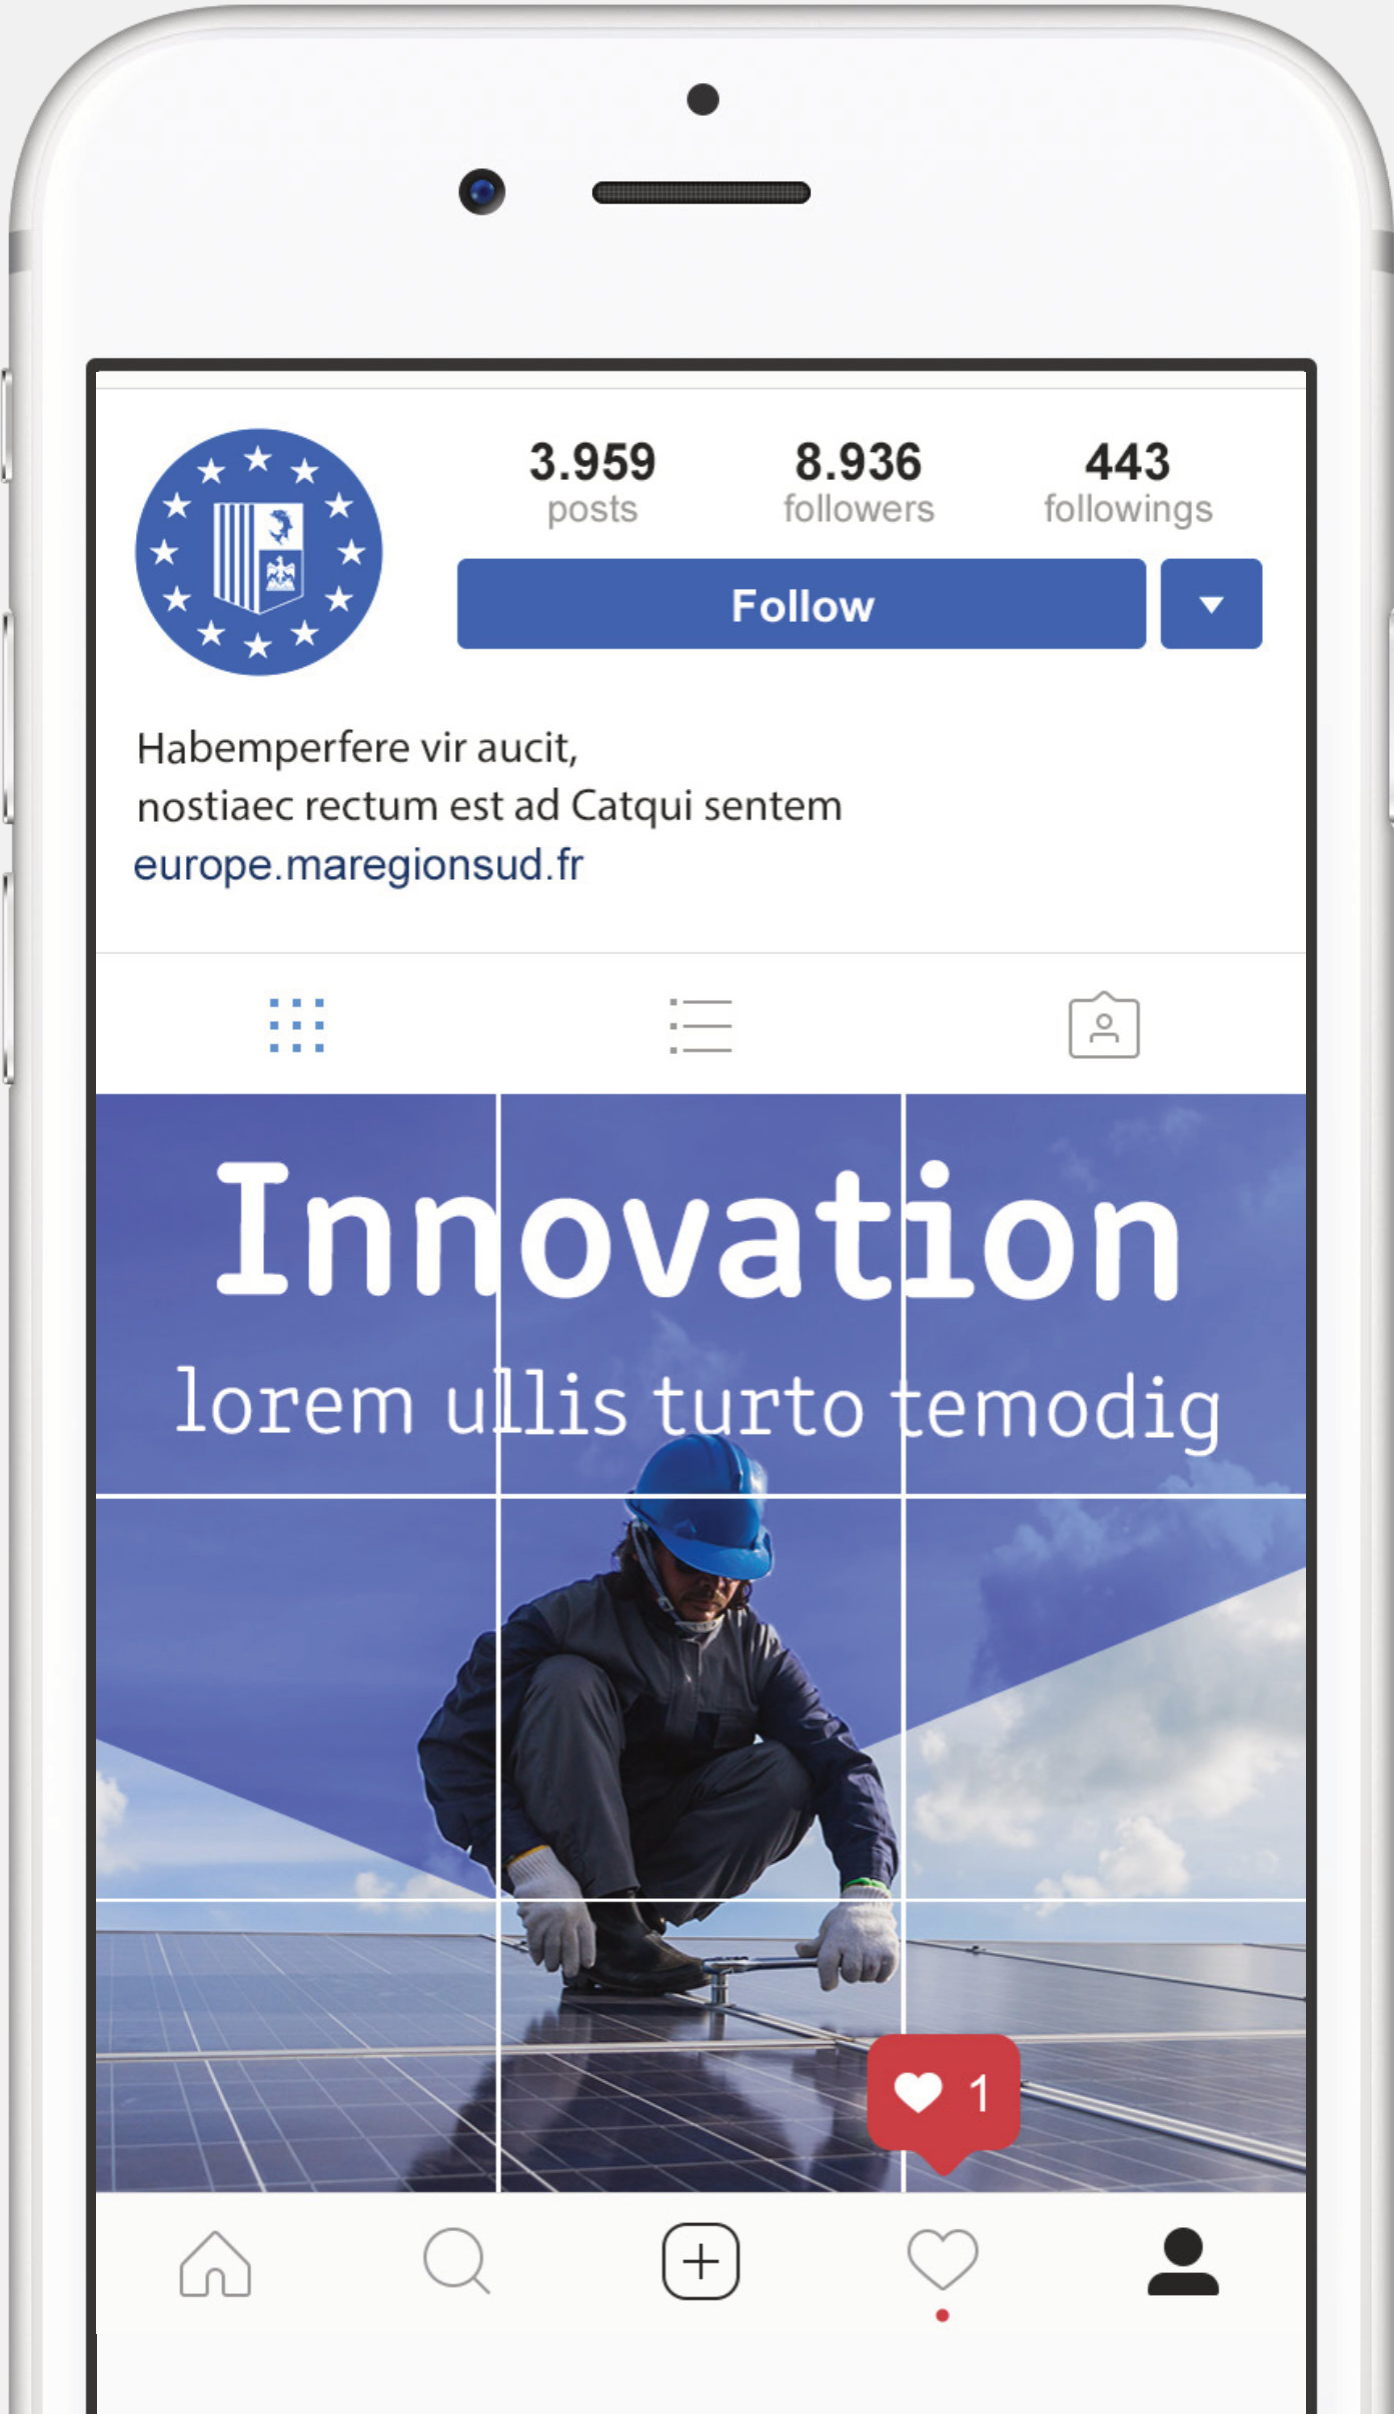 3.959 8.936 443
posts followers followings
Follow
Habemperfere vir aucit,
nostiaec rectum est ad Catqui sentem
europe.maregionsud.fr
Innovation
lorem ullis turto temodig
1